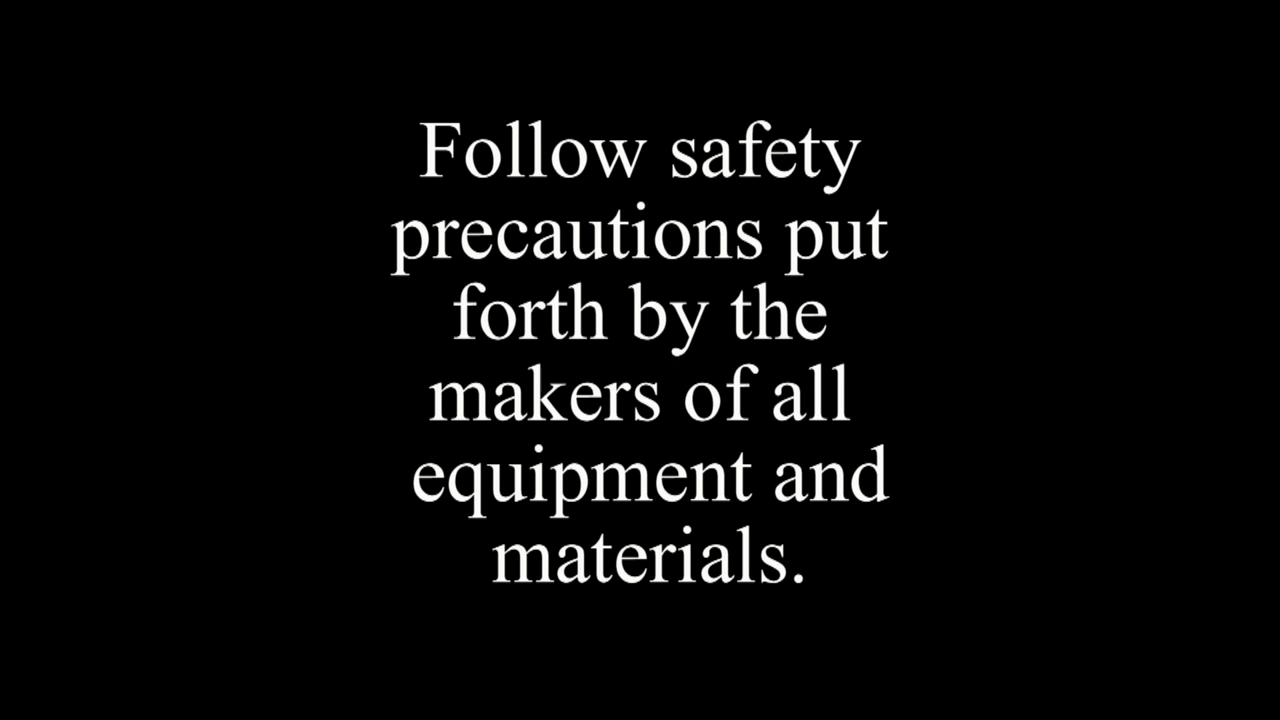 Follow safety
precautions put
forth by the
makers of all
equipment and
materials.